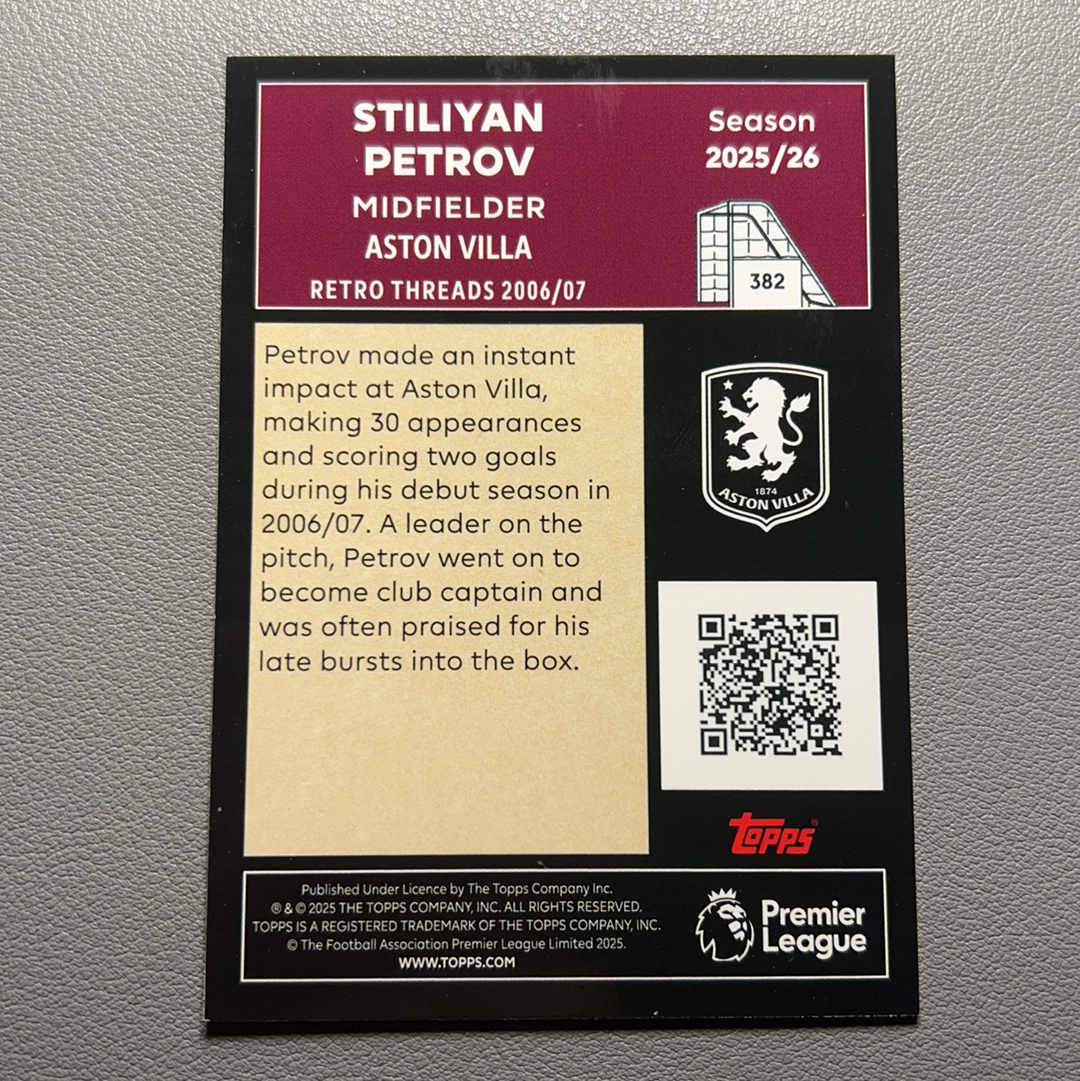 STILIYAN
PETROV
MIDFIELDER
ASTON VILLA
RETRO THREADS 2006/07
Season
2025/26
382
Petrov made an instant
impact at Aston Villa,
making 30 appearances
and scoring two goals
during his debut season in
2006/07. A leader on the
pitch, Petrov went on to
become club captain and
was often praised for his
late bursts into the box.
1874
ASTON VILLA
TOPPS®
Published Under Licence by The Topps Company Inc.
® & © 2025 THE TOPPS COMPANY, INC. ALL RIGHTS RESERVED.
TOPPS IS A REGISTERED TRADEMARK OF THE TOPPS COMPANY, INC.
© The Football Association Premier League Limited 2025.
WWW.TOPPS.COM
Premier
League